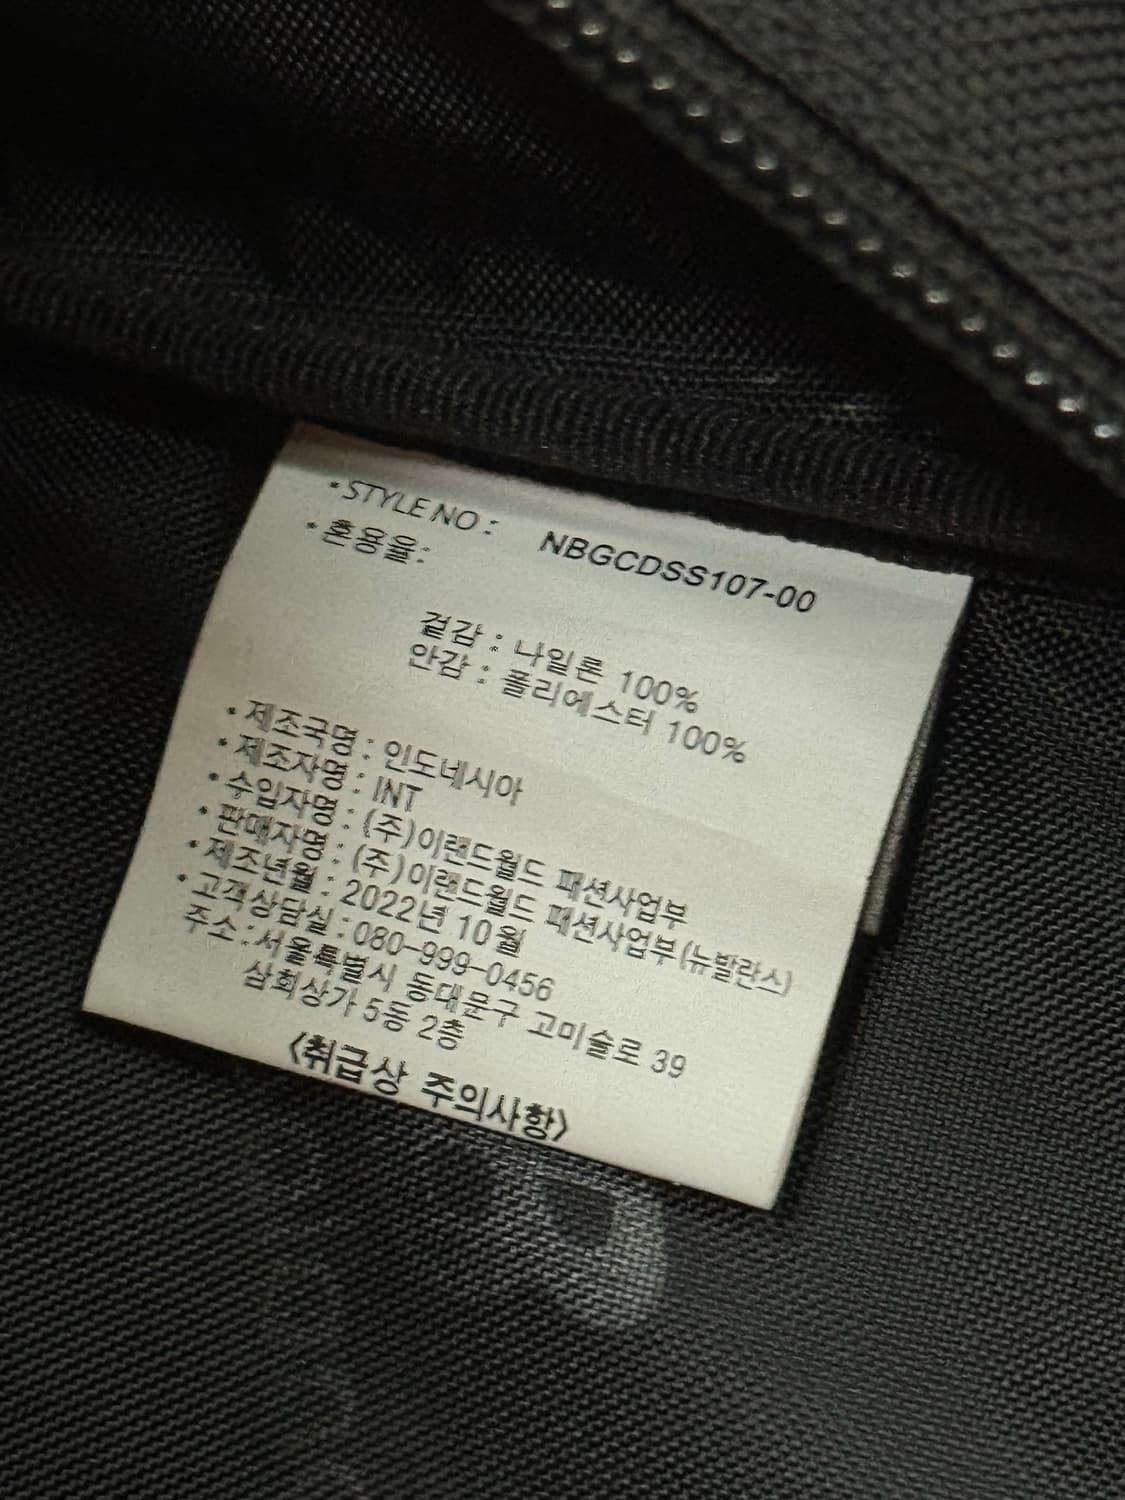 •STYLE NO : NBGCDSS107-00
•혼용율:
겉감 : 나일론 100%
안감 : 폴리에스터 100%
•제조국명 : 인도네시아
•제조자명 : INT
•수입자명 : (주)이랜드월드 패션사업부
•판매자명 : (주)이랜드월드 패션사업부(뉴발란스)
•제조년월 : 2022년 10월
•고객상담실 : 080-999-0456
주소 : 서울특별시 동대문구 고미술로 39
삼희상가 5동 2층
<취급상 주의사항>